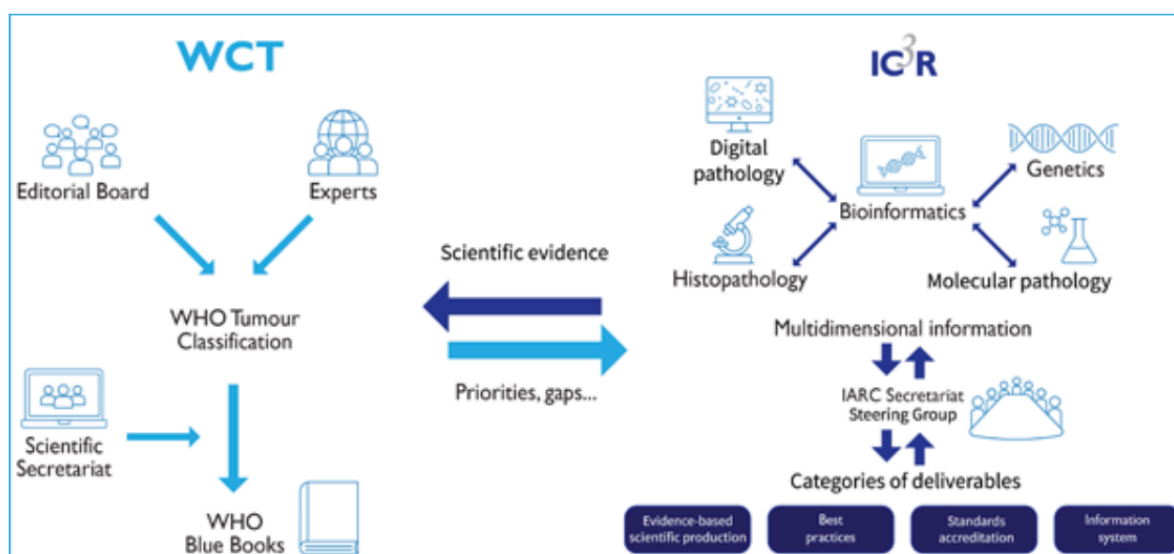 WCT
Editorial Board
Experts
WHO Tumour
Classification
Scientific
Secretariat
WHO
Blue Books
Scientific evidence
Priorities, gaps...
IC3R
Digital
pathology
Genetics
Bioinformatics
Histopathology
Molecular pathology
Multidimensional information
IARC Secretariat
Steering Group
Categories of deliverables
Evidence-based
scientific production
Best
practices
Standards
accreditation
Information
system